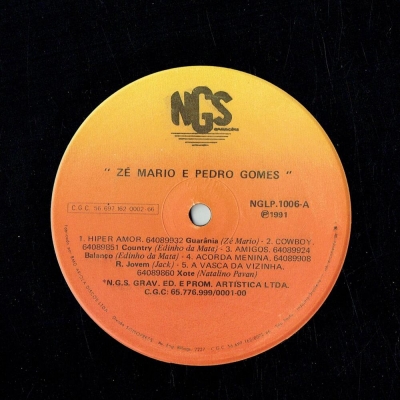 NGS
" ZÉ MARIO E PEDRO GOMES "
NGLP.1006-A
℗1991
1. HIPER AMOR. 64089932 Guarânia (Zé Mario) - 2. COWBOY.
64089851 Country (Edinho da Mata) - 3. AMIGOS. 64089924
Balanço (Edinho da Mata) - 4. ACORDA MENINA. 64089908
R. Jovem (Jack) - 5. A VASCA DA VIZINHA.
64089860 Xote (Natalino Pavan)
"N.G.S. GRAV. ED. E PROM. ARTISTICA LTDA.
C.G.C: 65.776.999/0001-00